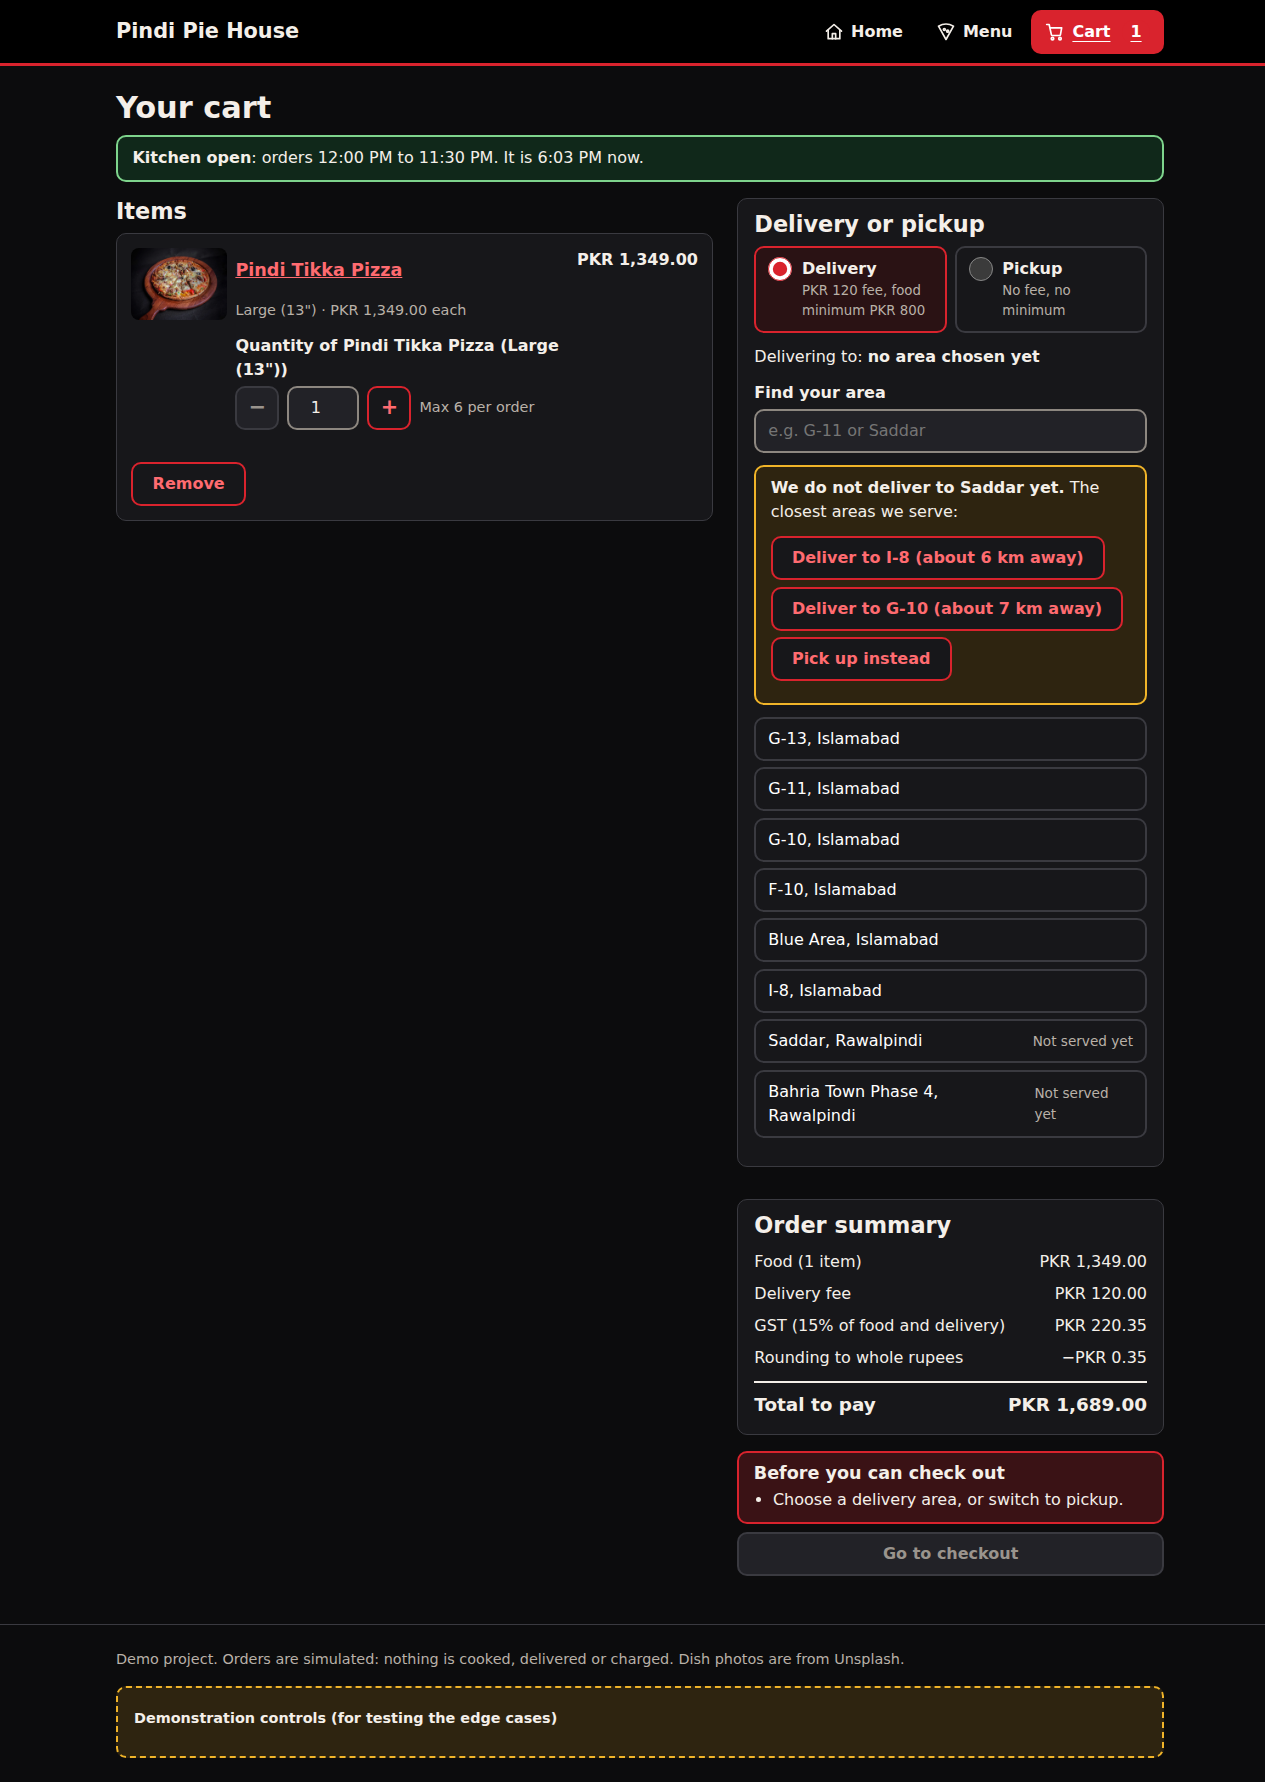 Pindi Pie House
Home
Menu
Cart 1
Your cart
Kitchen open: orders 12:00 PM to 11:30 PM. It is 6:03 PM now.
Items
Pindi Tikka Pizza
PKR 1,349.00
Large (13") · PKR 1,349.00 each
Quantity of Pindi Tikka Pizza (Large
(13"))
−
1
+
Max 6 per order
Remove
Delivery or pickup
Delivery
PKR 120 fee, food
minimum PKR 800
Pickup
No fee, no
minimum
Delivering to: no area chosen yet
Find your area
e.g. G-11 or Saddar
We do not deliver to Saddar yet. The
closest areas we serve:
Deliver to I-8 (about 6 km away)
Deliver to G-10 (about 7 km away)
Pick up instead
G-13, Islamabad
G-11, Islamabad
G-10, Islamabad
F-10, Islamabad
Blue Area, Islamabad
I-8, Islamabad
Saddar, Rawalpindi Not served yet
Bahria Town Phase 4,
Rawalpindi
Not served
yet
Order summary
Food (1 item) PKR 1,349.00
Delivery fee PKR 120.00
GST (15% of food and delivery) PKR 220.35
Rounding to whole rupees −PKR 0.35
Total to pay PKR 1,689.00
Before you can check out
• Choose a delivery area, or switch to pickup.
Go to checkout
Demo project. Orders are simulated: nothing is cooked, delivered or charged. Dish photos are from Unsplash.
Demonstration controls (for testing the edge cases)